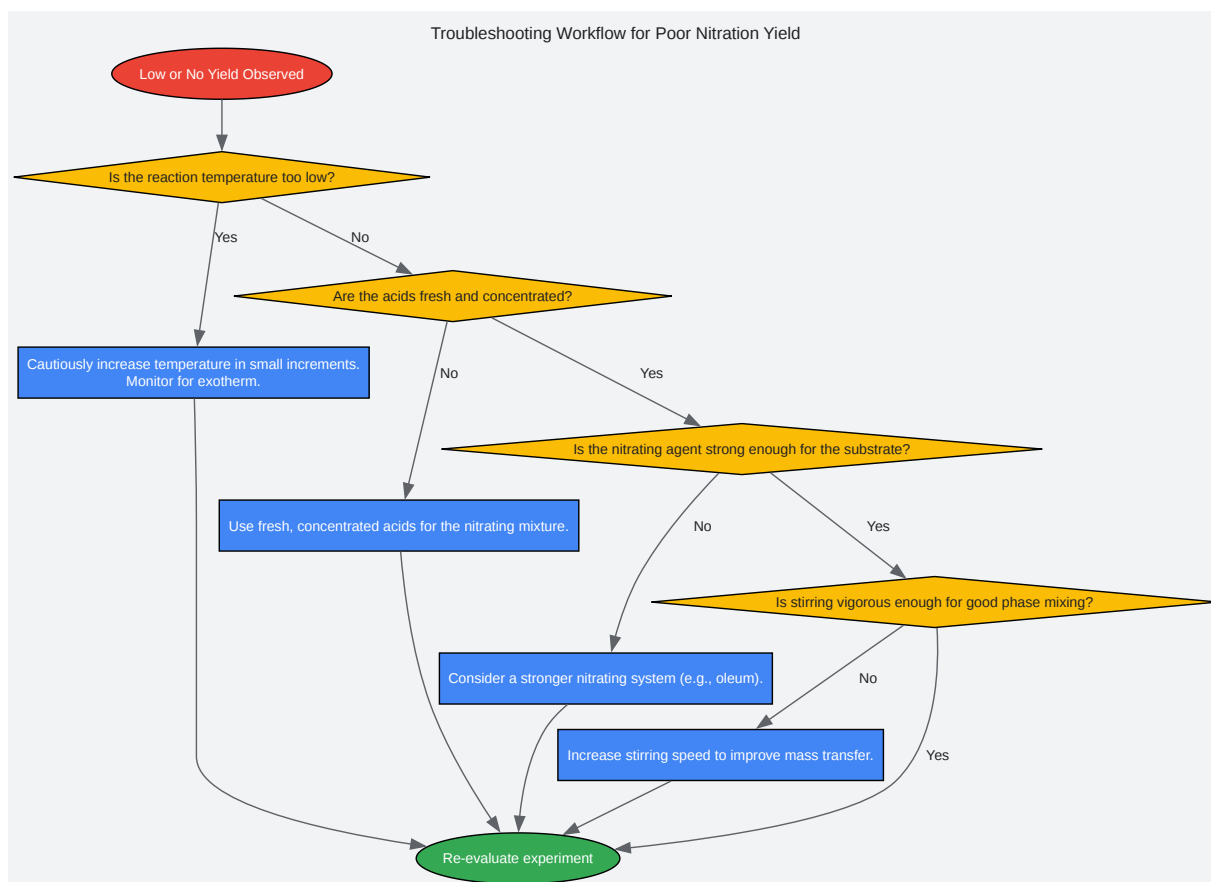 Troubleshooting Workflow for Poor Nitration Yield
Low or No Yield Observed
Is the reaction temperature too low?
Yes
No
Are the acids fresh and concentrated?
Cautiously increase temperature in small increments.
Monitor for exotherm.
No
Yes
Is the nitrating agent strong enough for the substrate?
Use fresh, concentrated acids for the nitrating mixture.
No
Yes
Is stirring vigorous enough for good phase mixing?
Consider a stronger nitrating system (e.g., oleum).
No
Increase stirring speed to improve mass transfer.
Yes
Re-evaluate experiment